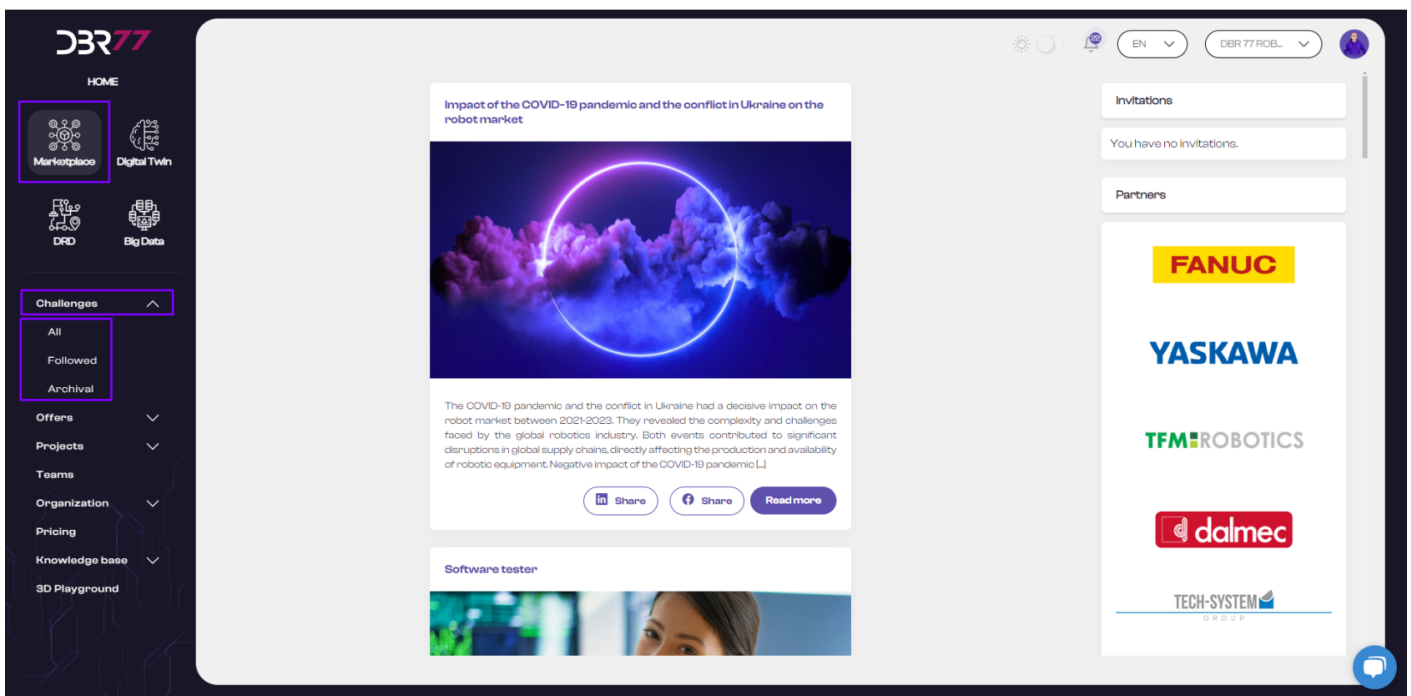 DBR77
HOME
Marketplace
Digital Twin
DRD
Big Data
Challenges
All
Followed
Archival
Offers
Projects
Teams
Organization
Pricing
Knowledge base
3D Playground
22
EN
DBR 77 ROB...
Impact of the COVID-19 pandemic and the conflict in Ukraine on the
robot market
The COVID-19 pandemic and the conflict in Ukraine had a decisive impact on the
robot market between 2021-2023. They revealed the complexity and challenges
faced by the global robotics industry. Both events contributed to significant
disruptions in global supply chains, directly affecting the production and availability
of robotic equipment. Negative impact of the COVID-19 pandemic [...]
Share
Share
Read more
Software tester
Invitations
You have no invitations.
Partners
FANUC
YASKAWA
TFM ROBOTICS
dalmec
TECH-SYSTEM
GROUP